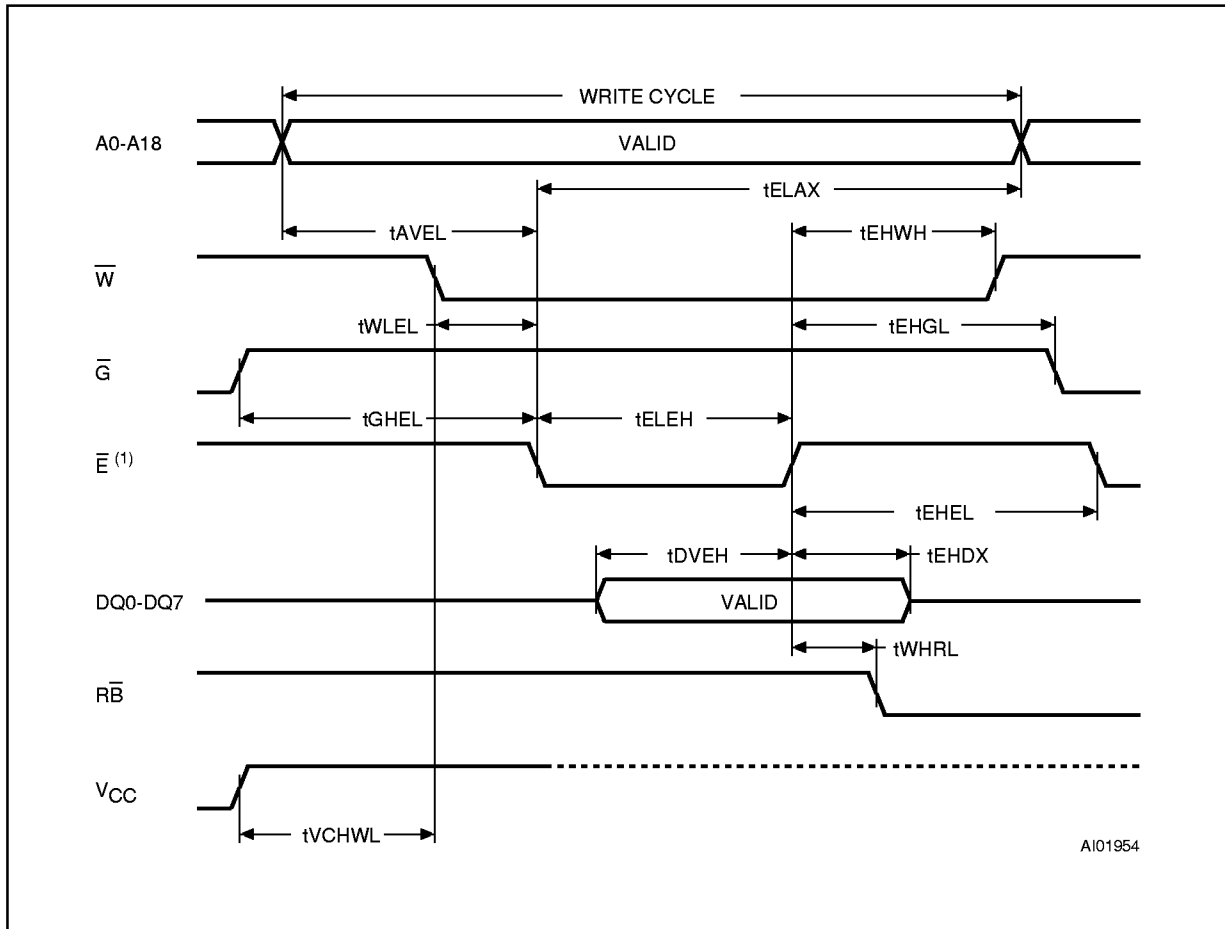 WRITE CYCLE
A0-A18
VALID
tELAX
tAVEL
tEHWH
W̅
tWLEL
tEHGL
G̅
tGHEL
tELEH
E̅ (1)
tEHEL
tDVEH
tEHDX
DQ0-DQ7
VALID
tWHRL
RB̅
VCC
tVCHWL
AI01954